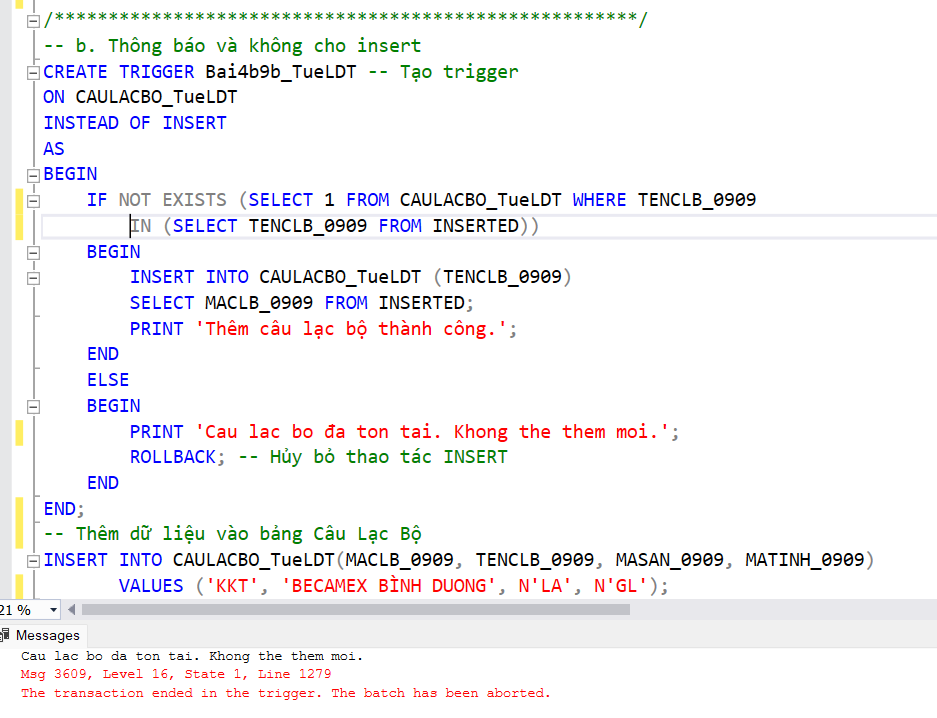 /******************************************************/
-- b. Thông báo và không cho insert
CREATE TRIGGER Bai4b9b_TueLDT -- Tạo trigger
ON CAULACBO_TueLDT
INSTEAD OF INSERT
AS
BEGIN
IF NOT EXISTS (SELECT 1 FROM CAULACBO_TueLDT WHERE TENCLB_0909
IN (SELECT TENCLB_0909 FROM INSERTED))
BEGIN
INSERT INTO CAULACBO_TueLDT (TENCLB_0909)
SELECT MACLB_0909 FROM INSERTED;
PRINT 'Thêm câu lạc bộ thành công.';
END
ELSE
BEGIN
PRINT 'Cau lac bo đa ton tai. Khong the them moi.';
ROLLBACK; -- Hủy bỏ thao tác INSERT
END
END;
-- Thêm dữ liệu vào bảng Câu Lạc Bộ
INSERT INTO CAULACBO_TueLDT(MACLB_0909, TENCLB_0909, MASAN_0909, MATINH_0909)
VALUES ('KKT', 'BECAMEX BÌNH DUONG', N'LA', N'GL');
21 %
Messages
Cau lac bo da ton tai. Khong the them moi.
Msg 3609, Level 16, State 1, Line 1279
The transaction ended in the trigger. The batch has been aborted.